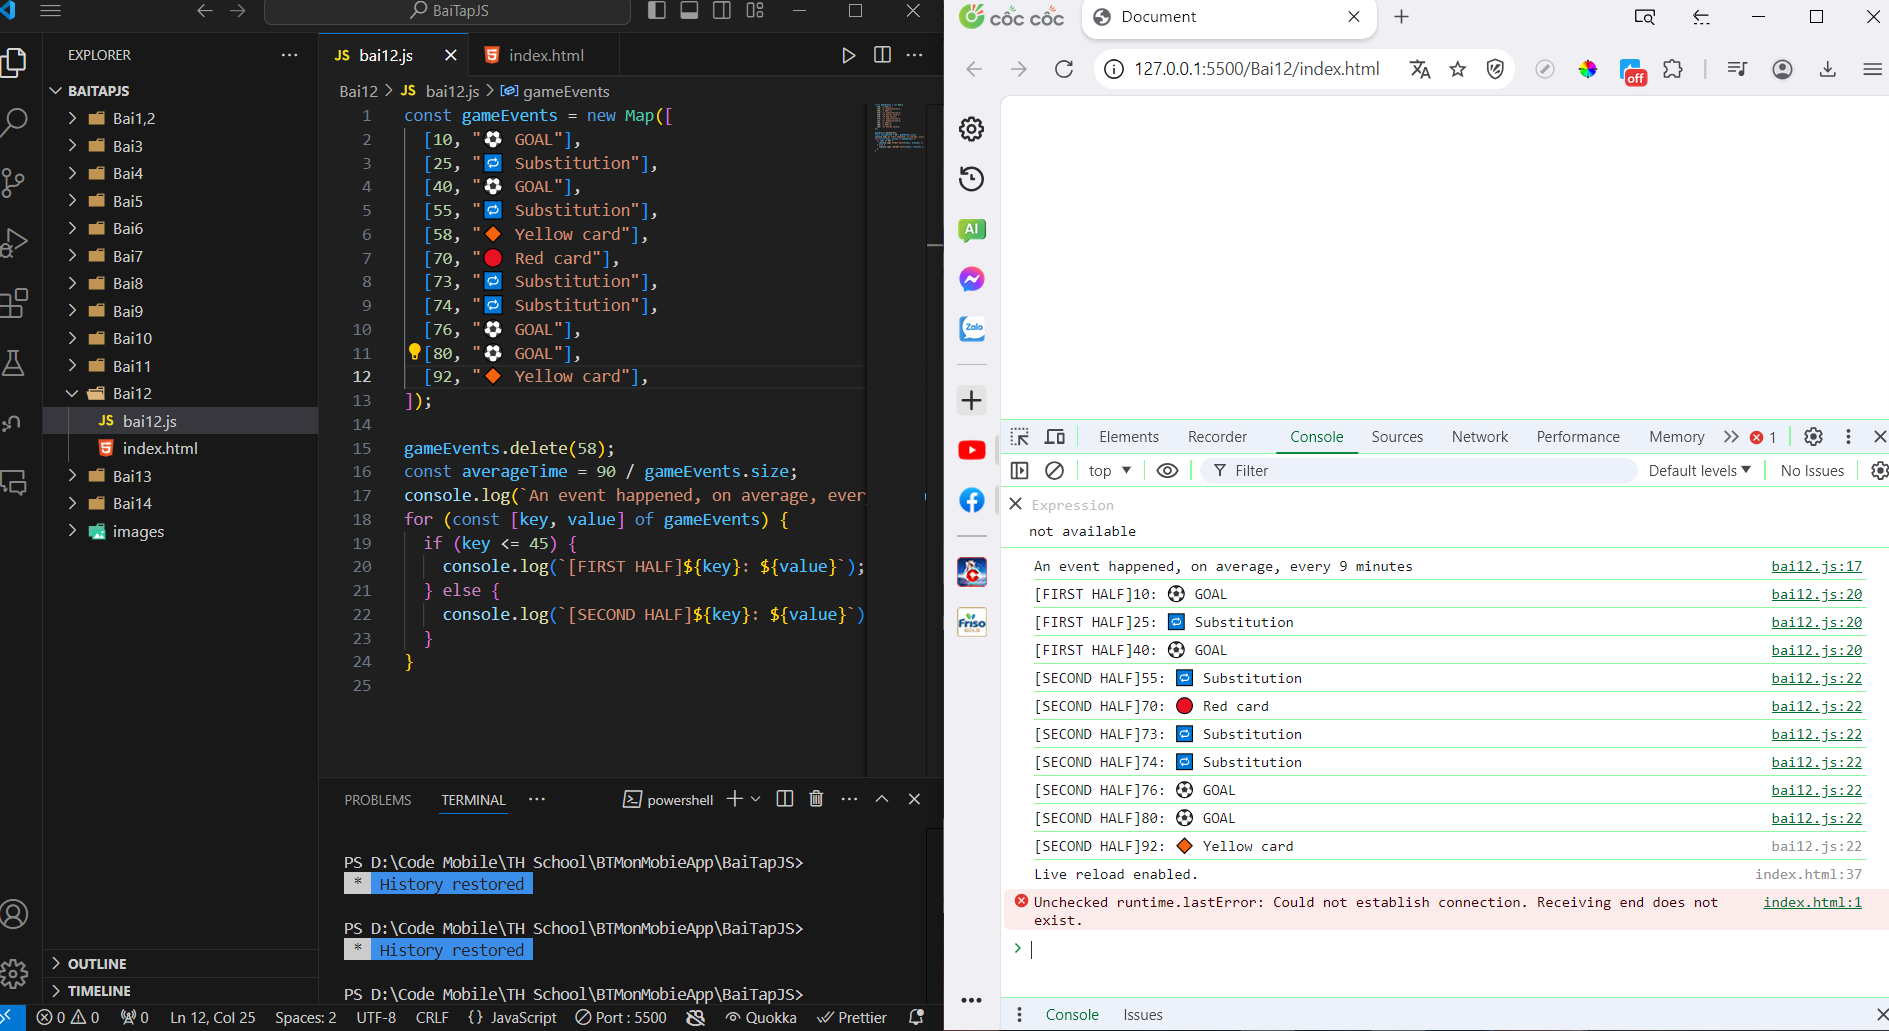 BaiTapJS
EXPLORER
BAITAPJS
Bai1,2
Bai3
Bai4
Bai5
Bai6
Bai7
Bai8
Bai9
Bai10
Bai11
Bai12
JS bai12.js
index.html
Bai13
Bai14
images
OUTLINE
TIMELINE
JS bai12.js
index.html
Bai12 > JS bai12.js > gameEvents
1 const gameEvents = new Map([
2 [10, "⚽ GOAL"],
3 [25, "🔁 Substitution"],
4 [40, "⚽ GOAL"],
5 [55, "🔁 Substitution"],
6 [58, "🔶 Yellow card"],
7 [70, "🔴 Red card"],
8 [73, "🔁 Substitution"],
9 [74, "🔁 Substitution"],
10 [76, "⚽ GOAL"],
11 [80, "⚽ GOAL"],
12 [92, "🔶 Yellow card"],
13 ]);
14
15 gameEvents.delete(58);
16 const averageTime = 90 / gameEvents.size;
17 console.log(`An event happened, on average, ever
18 for (const [key, value] of gameEvents) {
19 if (key <= 45) {
20 console.log(`[FIRST HALF]${key}: ${value}`);
21 } else {
22 console.log(`[SECOND HALF]${key}: ${value}`)
23 }
24 }
25
PROBLEMS TERMINAL powershell
PS D:\Code Mobile\TH School\BTMonMobieApp\BaiTapJS>
* History restored
PS D:\Code Mobile\TH School\BTMonMobieApp\BaiTapJS>
* History restored
PS D:\Code Mobile\TH School\BTMonMobieApp\BaiTapJS>
0 0 0 Ln 12, Col 25 Spaces: 2 UTF-8 CRLF {} JavaScript Port : 5500 Quokka Prettier
cốc cốc Document
127.0.0.1:5500/Bai12/index.html off
AI
Zalo
Friso
Elements Recorder Console Sources Network Performance Memory 1
top Filter Default levels No Issues
Expression
not available
An event happened, on average, every 9 minutes bai12.js:17
[FIRST HALF]10: ⚽ GOAL bai12.js:20
[FIRST HALF]25: 🔁 Substitution bai12.js:20
[FIRST HALF]40: ⚽ GOAL bai12.js:20
[SECOND HALF]55: 🔁 Substitution bai12.js:22
[SECOND HALF]70: 🔴 Red card bai12.js:22
[SECOND HALF]73: 🔁 Substitution bai12.js:22
[SECOND HALF]74: 🔁 Substitution bai12.js:22
[SECOND HALF]76: ⚽ GOAL bai12.js:22
[SECOND HALF]80: ⚽ GOAL bai12.js:22
[SECOND HALF]92: 🔶 Yellow card bai12.js:22
Live reload enabled. index.html:37
Unchecked runtime.lastError: Could not establish connection. Receiving end does not index.html:1
exist.
Console Issues